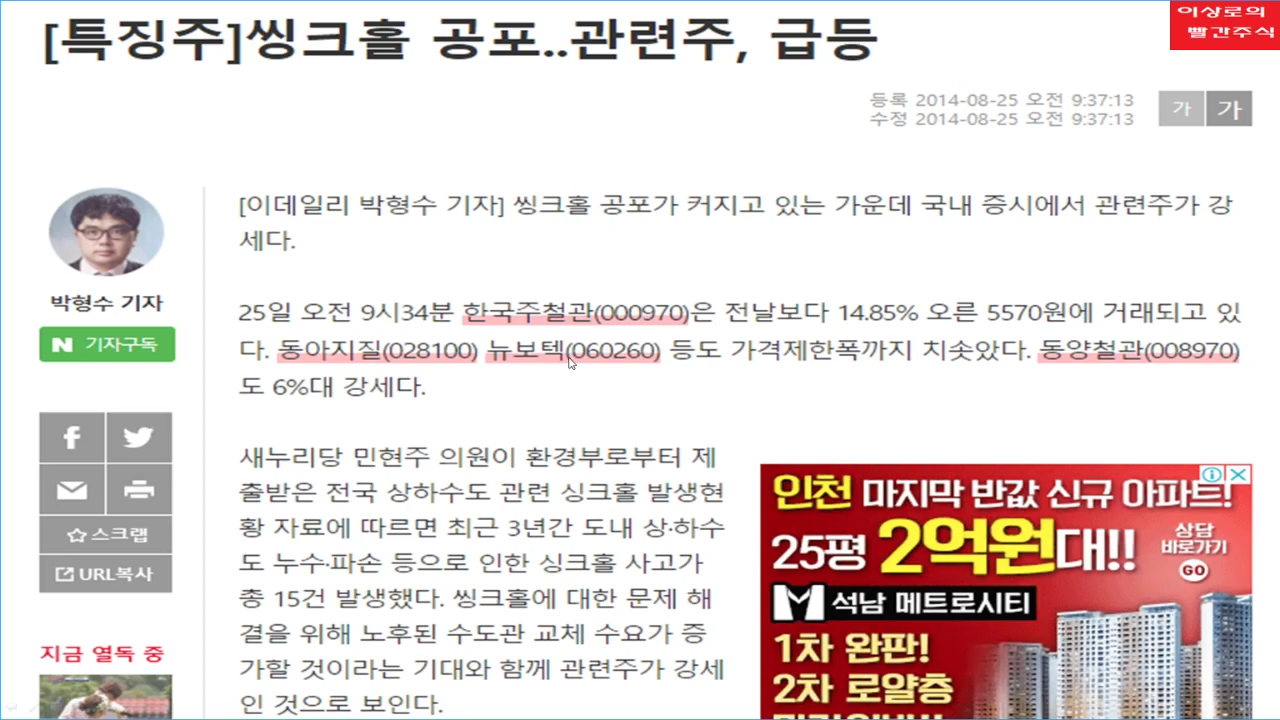 [특징주]씽크홀 공포..관련주, 급등
이상로의
빨간주식
등록 2014-08-25 오전 9:37:13
수정 2014-08-25 오전 9:37:13
가 가
박형수 기자
N 기자구독
[이데일리 박형수 기자] 씽크홀 공포가 커지고 있는 가운데 국내 증시에서 관련주가 강
세다.
25일 오전 9시34분 한국주철관(000970)은 전날보다 14.85% 오른 5570원에 거래되고 있
다. 동아지질(028100) 뉴보텍(060260) 등도 가격제한폭까지 치솟았다. 동양철관(008970)
도 6%대 강세다.
새누리당 민현주 의원이 환경부로부터 제
출받은 전국 상하수도 관련 싱크홀 발생현
황 자료에 따르면 최근 3년간 도내 상·하수
도 누수·파손 등으로 인한 싱크홀 사고가
총 15건 발생했다. 씽크홀에 대한 문제 해
결을 위해 노후된 수도관 교체 수요가 증
가할 것이라는 기대와 함께 관련주가 강세
인 것으로 보인다.
스크랩
URL복사
지금 열독 중
인천 마지막 반값 신규 아파트!
25평 2억원대!!
상담
바로가기
GO
석남 메트로시티
1차 완판!
2차 로얄층